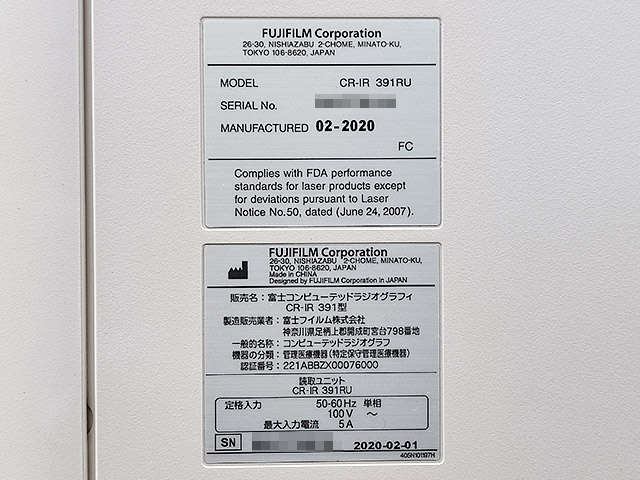 FUJIFILM Corporation
26-30, NISHIAZABU 2-CHOME, MINATO-KU,
TOKYO 106-8620, JAPAN
MODEL CR-IR 391RU
SERIAL No.
MANUFACTURED 02-2020
FC
Complies with FDA performance
standards for laser products except
for deviations pursuant to Laser
Notice No.50, dated (June 24, 2007).
FUJIFILM Corporation
26-30, NISHIAZABU 2-CHOME, MINATO-KU,
TOKYO 106-8620, JAPAN
Made in CHINA
Designed by FUJIFILM Corporation in JAPAN
販売名：富士コンピューテッドラジオグラフィ
CR-IR 391型
製造販売業者：富士フイルム株式会社
神奈川県足柄上郡開成町宮台798番地
一般的名称：コンピューテッドラジオグラフ
機器の分類：管理医療機器(特定保守管理医療機器)
認証番号：221ABBZX00076000
読取ユニット
CR-IR 391RU
定格入力 50-60Hz 単相
100V ～
最大入力電流 5A
SN 2020-02-01
405N101197H